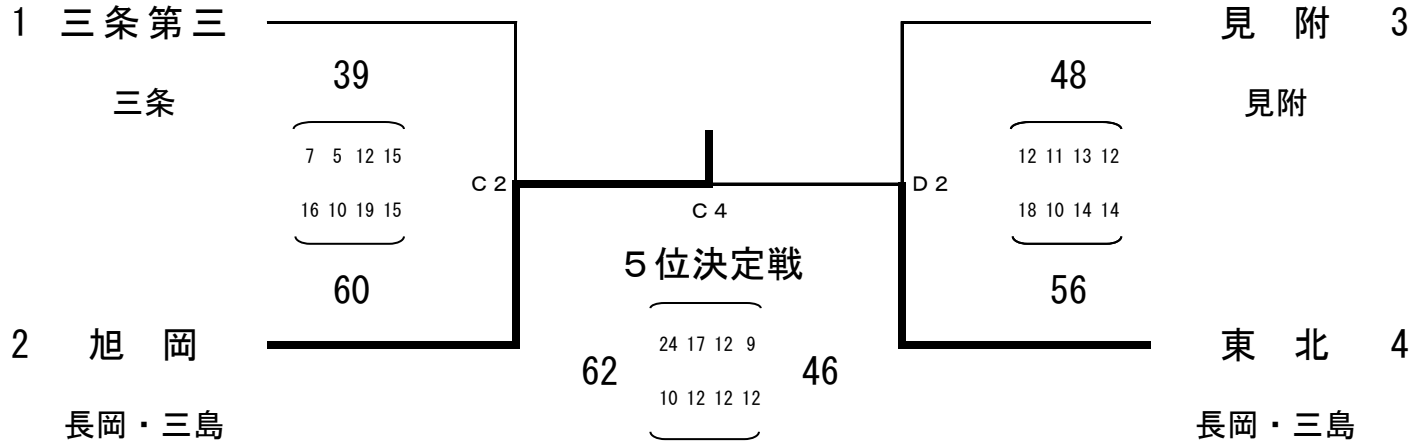 1 三条第三
見 附 3
39
48
三条
見附
7 5 12 15
12 11 13 12
C2
D2
16 10 19 15
C4
18 10 14 14
5位決定戦
60
56
2 旭 岡
24 17 12 9
東 北 4
62
46
10 12 12 12
長岡・三島
長岡・三島